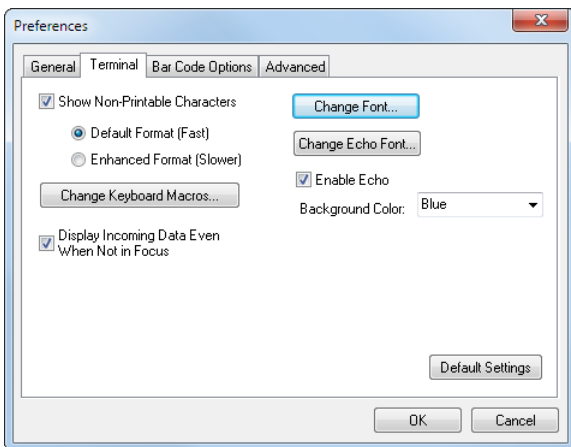 Preferences
General Terminal Bar Code Options Advanced
Show Non-Printable Characters
Default Format (Fast)
Enhanced Format (Slower)
Change Keyboard Macros...
Display Incoming Data Even
When Not in Focus
Change Font...
Change Echo Font...
Enable Echo
Background Color: Blue
Default Settings
OK Cancel